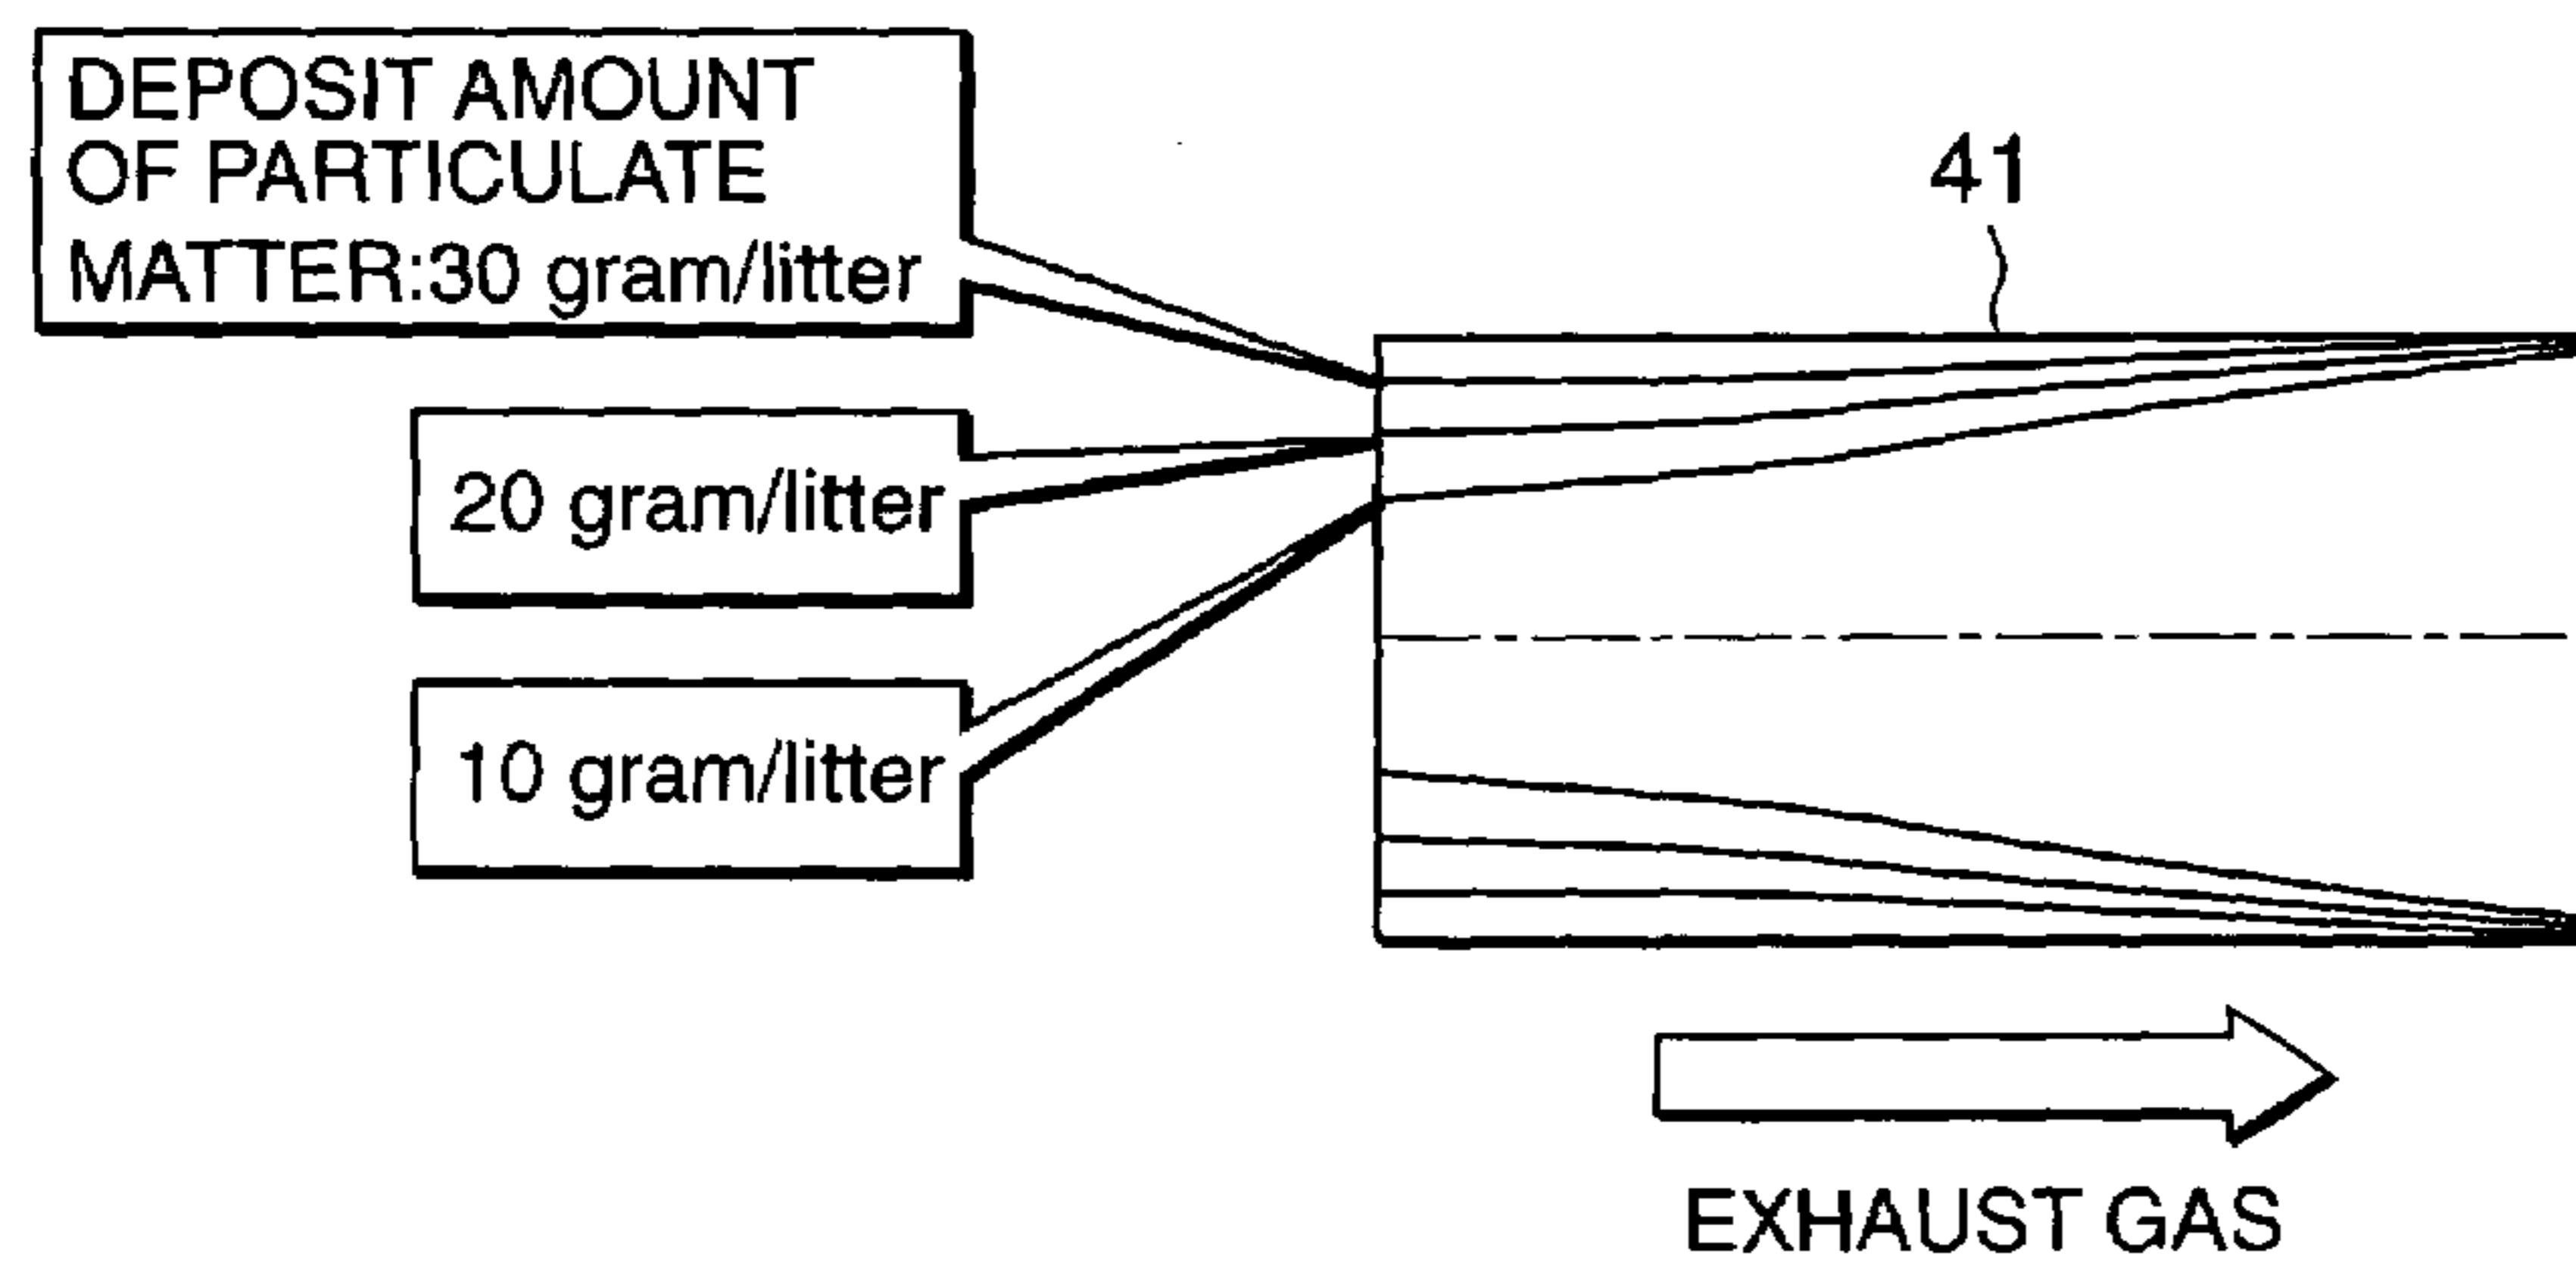 DEPOSIT AMOUNT
OF PARTICULATE
MATTER:30 gram/litter
41
20 gram/litter
10 gram/litter
EXHAUST GAS